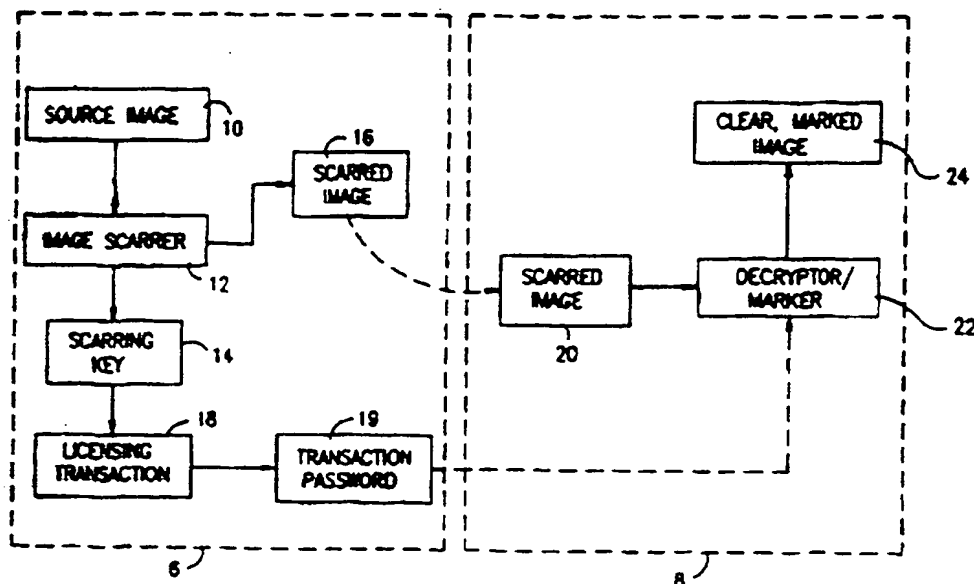 SOURCE IMAGE
10
IMAGE SCARRER
12
16
SCARRED
IMAGE
SCARRING
KEY
14
18
LICENSING
TRANSACTION
19
TRANSACTION
PASSWORD
6
CLEAR, MARKED
IMAGE
24
SCARRED
IMAGE
20
DECRYPTOR/
MARKER
22
8